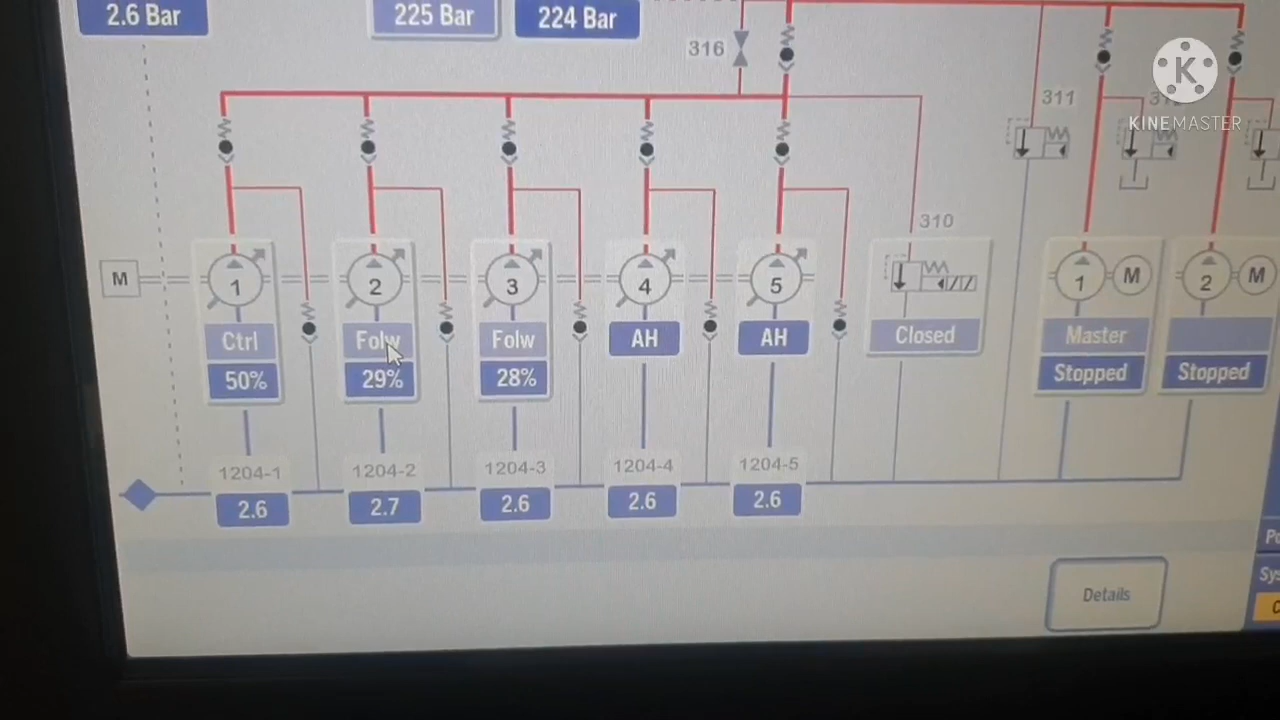 2.6 Bar
225 Bar
224 Bar
316
311
K
KINEMASTER
310
M
1
2
3
4
5
1
M
2
M
Ctrl
Folw
Folw
AH
AH
Closed
Master
50%
29%
28%
Stopped
Stopped
1204-1
1204-2
1204-3
1204-4
1204-5
2.6
2.7
2.6
2.6
2.6
Details